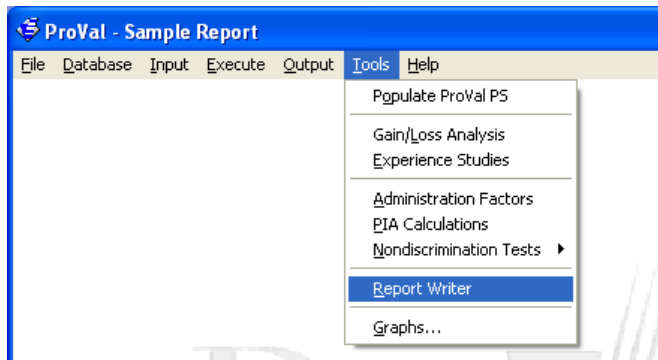 ProVal - Sample Report
File Database Input Execute Output Tools Help
Populate ProVal PS
Gain/Loss Analysis
Experience Studies
Administration Factors
PIA Calculations
Nondiscrimination Tests
Report Writer
Graphs...